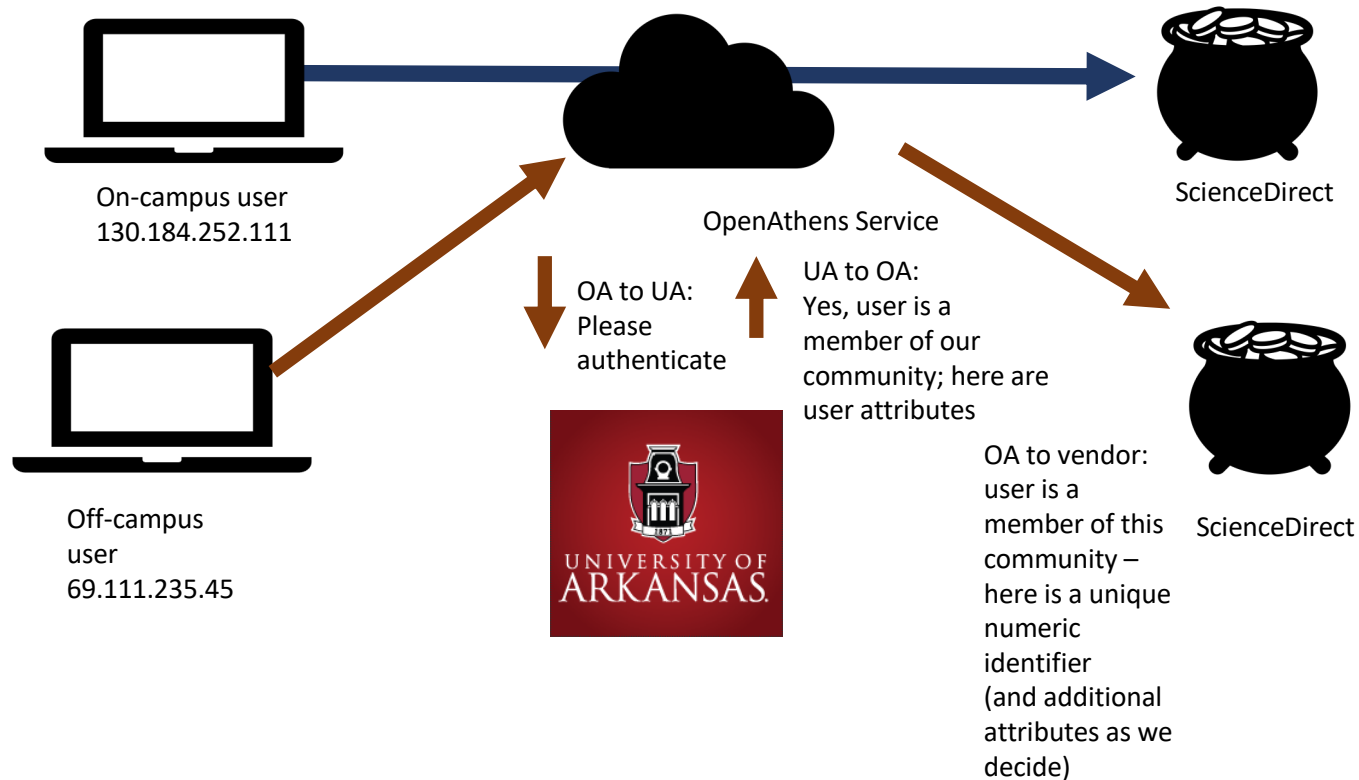 On-campus user
130.184.252.111
ScienceDirect
OpenAthens Service
OA to UA:
Please
authenticate
UA to OA:
Yes, user is a
member of our
community; here are
user attributes
Off-campus
user
69.111.235.45
1871
UNIVERSITY OF
ARKANSAS.
OA to vendor:
user is a
member of this
community –
here is a unique
numeric
identifier
(and additional
attributes as we
decide)
ScienceDirect